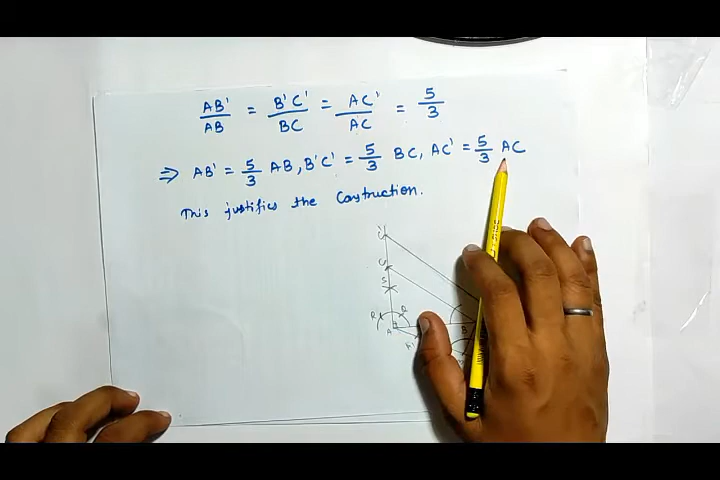 AB'/AB = B'C'/BC = AC'/AC = 5/3
⇒ AB' = 5/3 AB, B'C' = 5/3 BC, AC' = 5/3 AC
This justifies the Construction.
C'
C
S
R Q
A B
A1